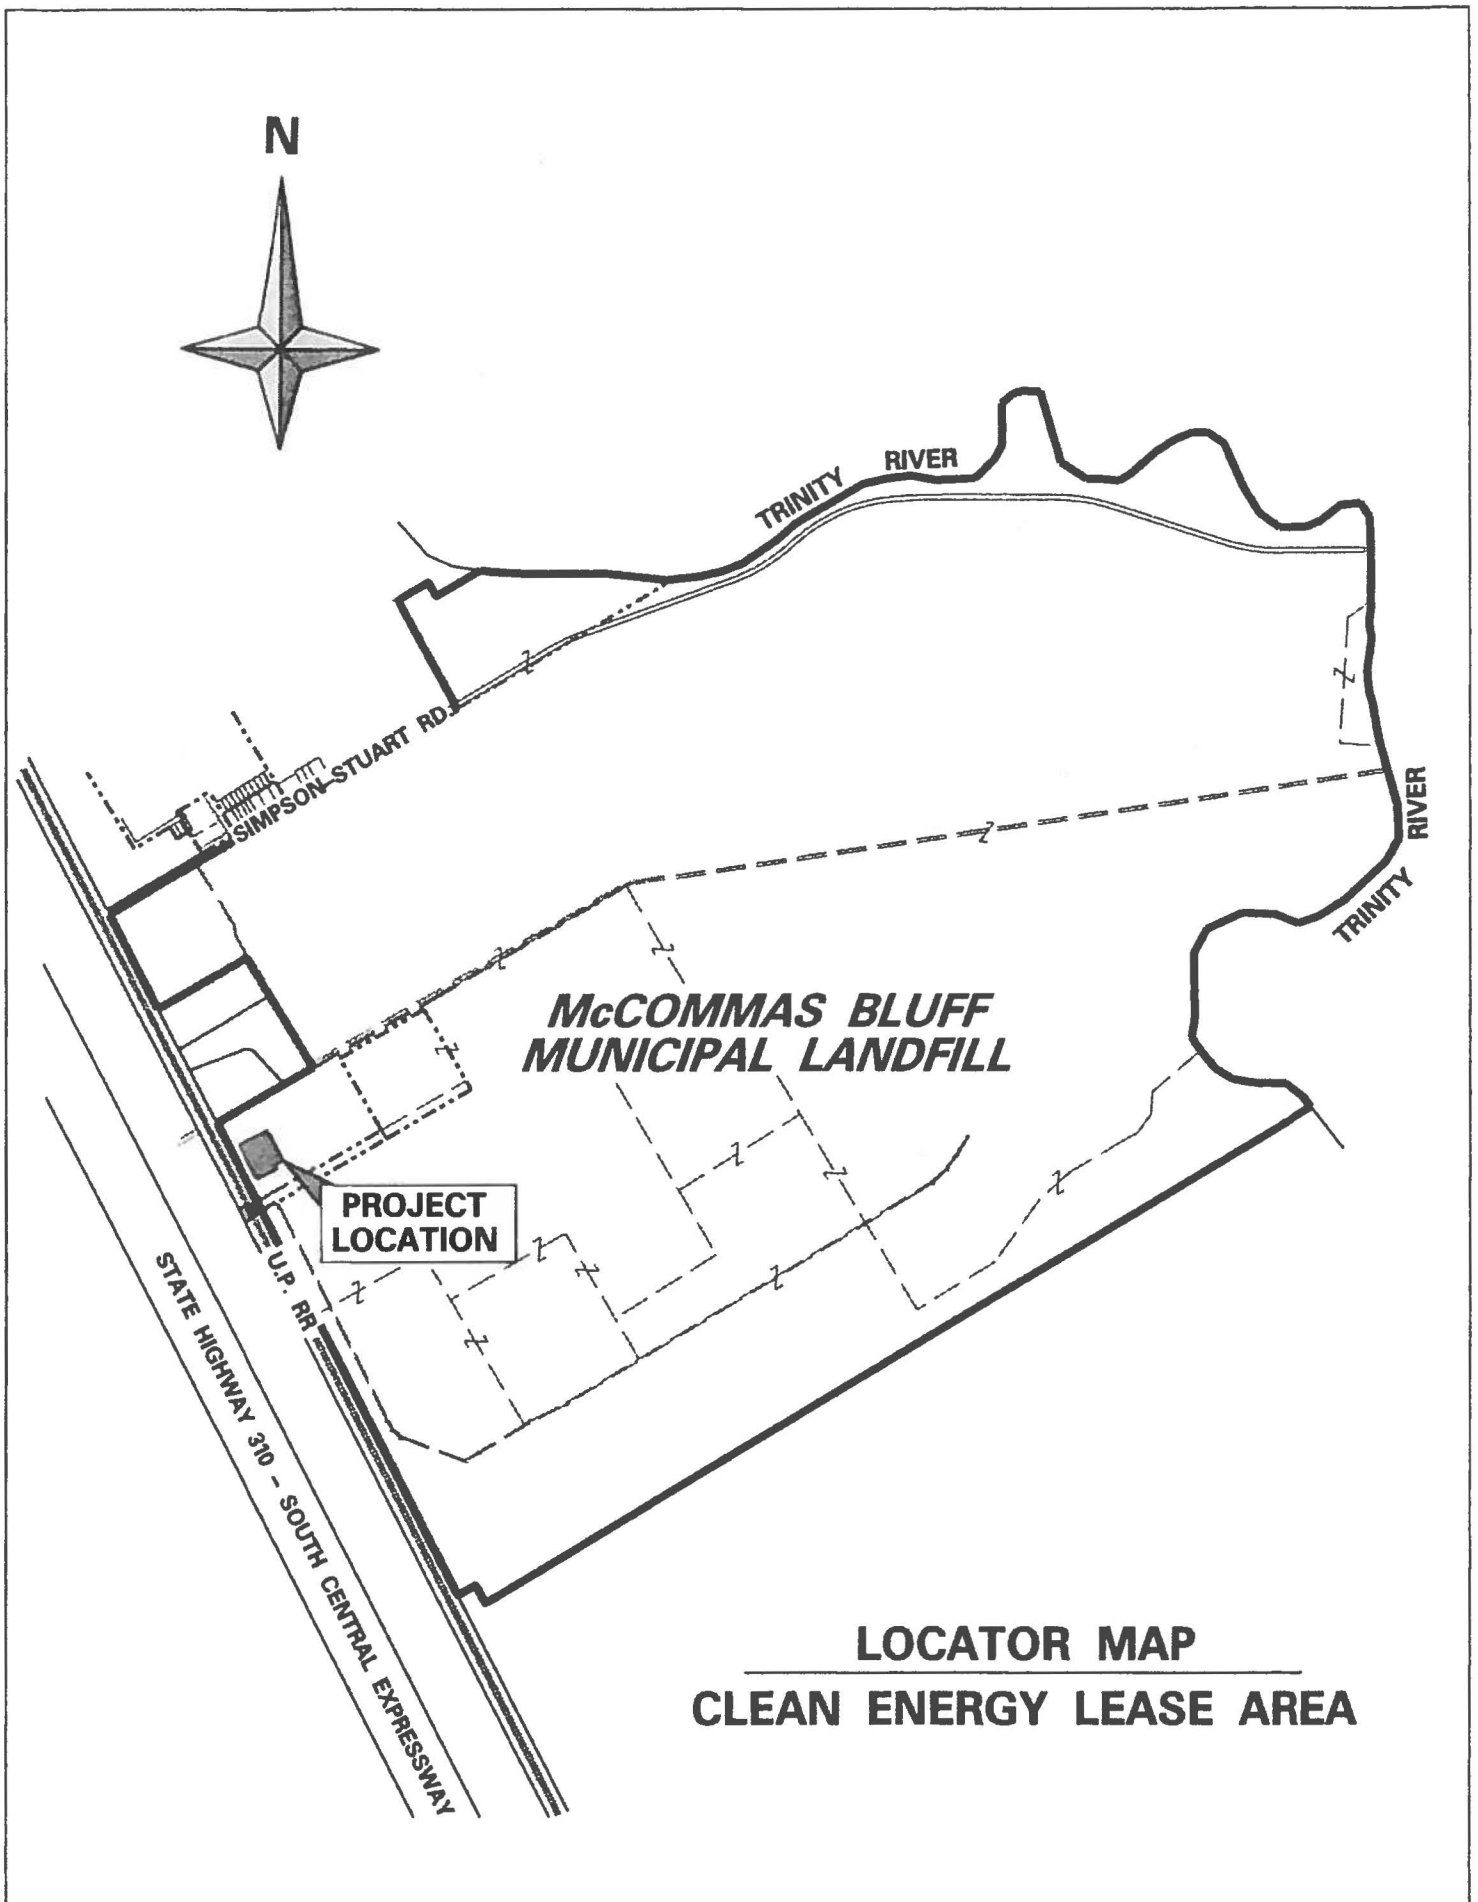 N
TRINITY RIVER
SIMPSON STUART RD.
TRINITY RIVER
McCOMMAS BLUFF
MUNICIPAL LANDFILL
PROJECT
LOCATION
U.P. RR
STATE HIGHWAY 310 - SOUTH CENTRAL EXPRESSWAY
LOCATOR MAP
CLEAN ENERGY LEASE AREA